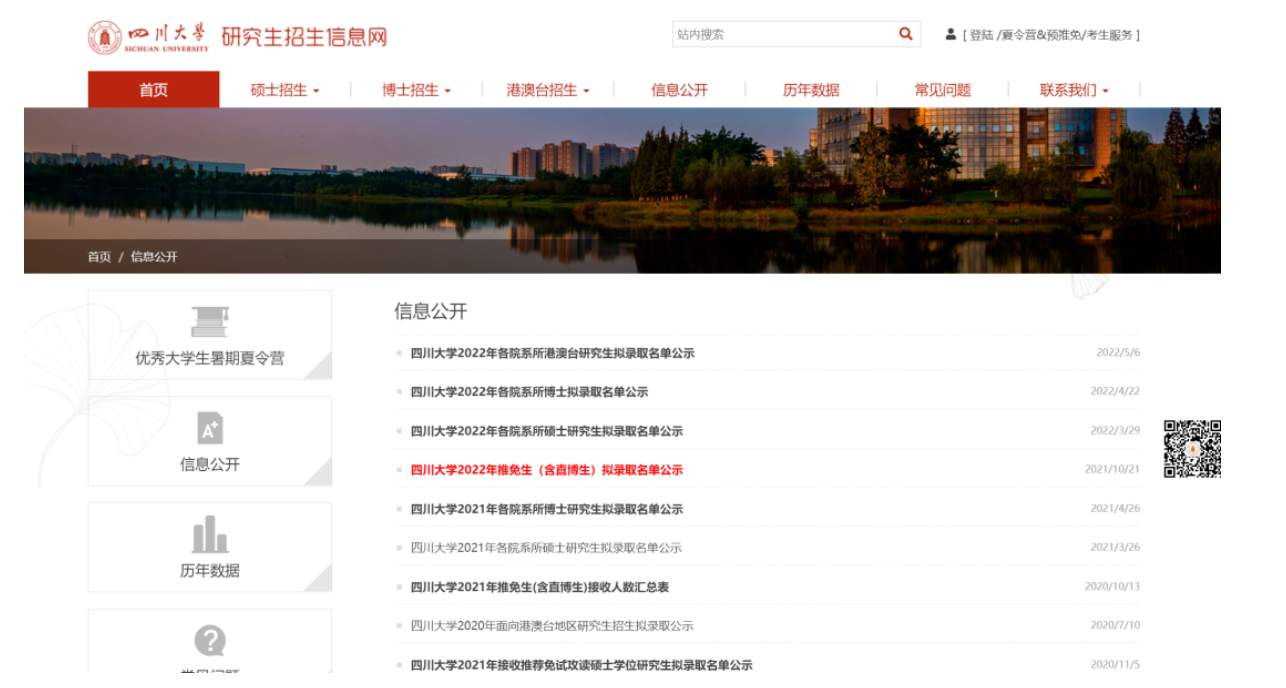 四川大学
SICHUAN UNIVERSITY
研究生招生信息网
站内搜索
[ 登陆 /夏令营&预推免/考生服务 ]
首页 硕士招生 博士招生 港澳台招生 信息公开 历年数据 常见问题 联系我们
首页 / 信息公开
优秀大学生暑期夏令营
信息公开
历年数据
信息公开
四川大学2022年各院系所港澳台研究生拟录取名单公示 2022/5/6
四川大学2022年各院系所博士拟录取名单公示 2022/4/22
四川大学2022年各院系所硕士研究生拟录取名单公示 2022/3/29
四川大学2022年推免生（含直博生）拟录取名单公示 2021/10/21
四川大学2021年各院系所博士研究生拟录取名单公示 2021/4/26
四川大学2021年各院系所硕士研究生拟录取名单公示 2021/3/26
四川大学2021年推免生(含直博生)接收人数汇总表 2020/10/13
四川大学2020年面向港澳台地区研究生招生拟录取公示 2020/7/10
四川大学2021年接收推荐免试攻读硕士学位研究生拟录取名单公示 2020/11/5